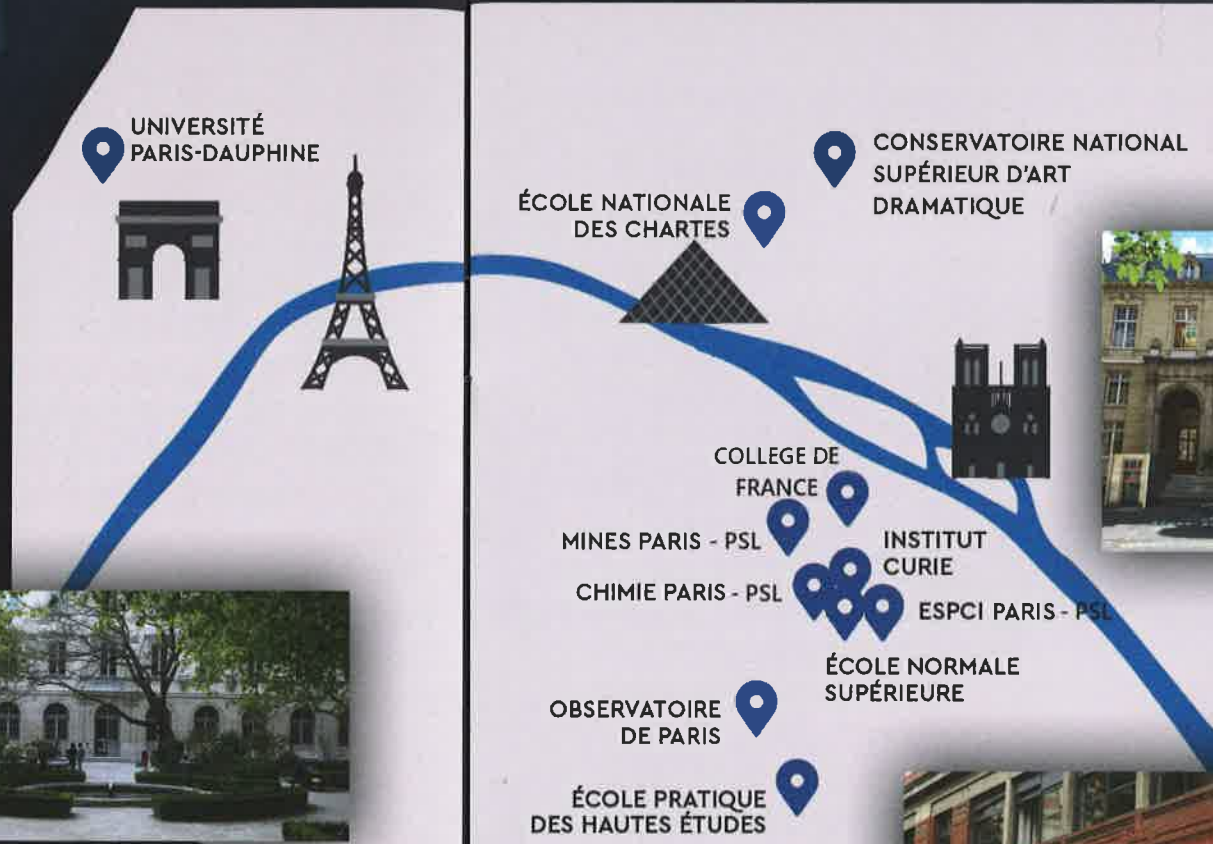 UNIVERSITÉ
PARIS-DAUPHINE
CONSERVATOIRE NATIONAL
SUPÉRIEUR D'ART
DRAMATIQUE
ÉCOLE NATIONALE
DES CHARTES
COLLEGE DE
FRANCE
MINES PARIS - PSL
INSTITUT
CURIE
CHIMIE PARIS - PSL
ESPCI PARIS - PSL
ÉCOLE NORMALE
SUPÉRIEURE
OBSERVATOIRE
DE PARIS
ÉCOLE PRATIQUE
DES HAUTES ÉTUDES